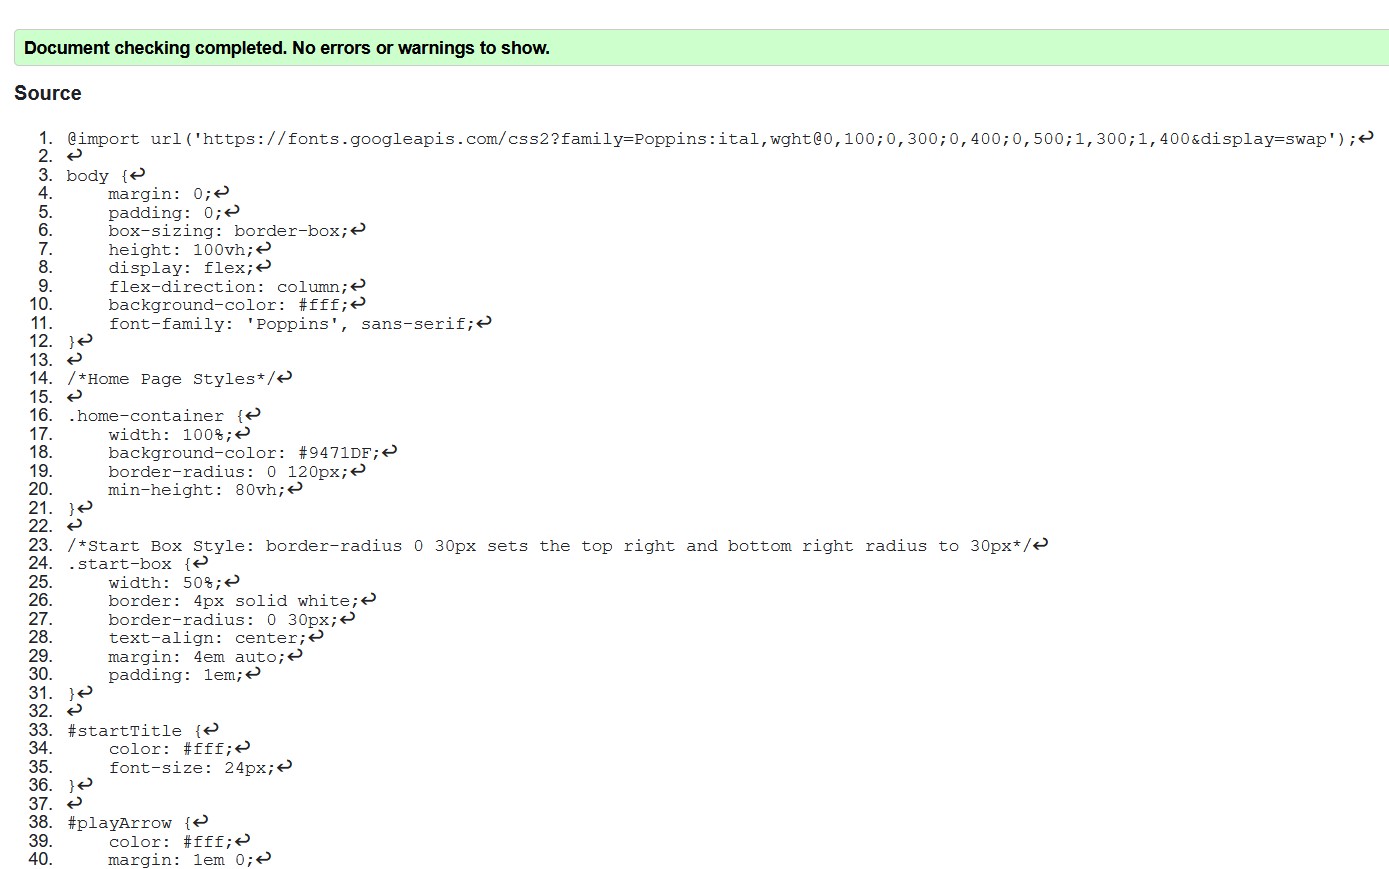 Document checking completed. No errors or warnings to show.
Source
1. @import url('https://fonts.googleapis.com/css2?family=Poppins:ital,wght@0,100;0,300;0,400;0,500;1,300;1,400&display=swap');↩
2. ↩
3. body {↩
4. margin: 0;↩
5. padding: 0;↩
6. box-sizing: border-box;↩
7. height: 100vh;↩
8. display: flex;↩
9. flex-direction: column;↩
10. background-color: #fff;↩
11. font-family: 'Poppins', sans-serif;↩
12. }↩
13. ↩
14. /*Home Page Styles*/↩
15. ↩
16. .home-container {↩
17. width: 100%;↩
18. background-color: #9471DF;↩
19. border-radius: 0 120px;↩
20. min-height: 80vh;↩
21. }↩
22. ↩
23. /*Start Box Style: border-radius 0 30px sets the top right and bottom right radius to 30px*/↩
24. .start-box {↩
25. width: 50%;↩
26. border: 4px solid white;↩
27. border-radius: 0 30px;↩
28. text-align: center;↩
29. margin: 4em auto;↩
30. padding: 1em;↩
31. }↩
32. ↩
33. #startTitle {↩
34. color: #fff;↩
35. font-size: 24px;↩
36. }↩
37. ↩
38. #playArrow {↩
39. color: #fff;↩
40. margin: 1em 0;↩